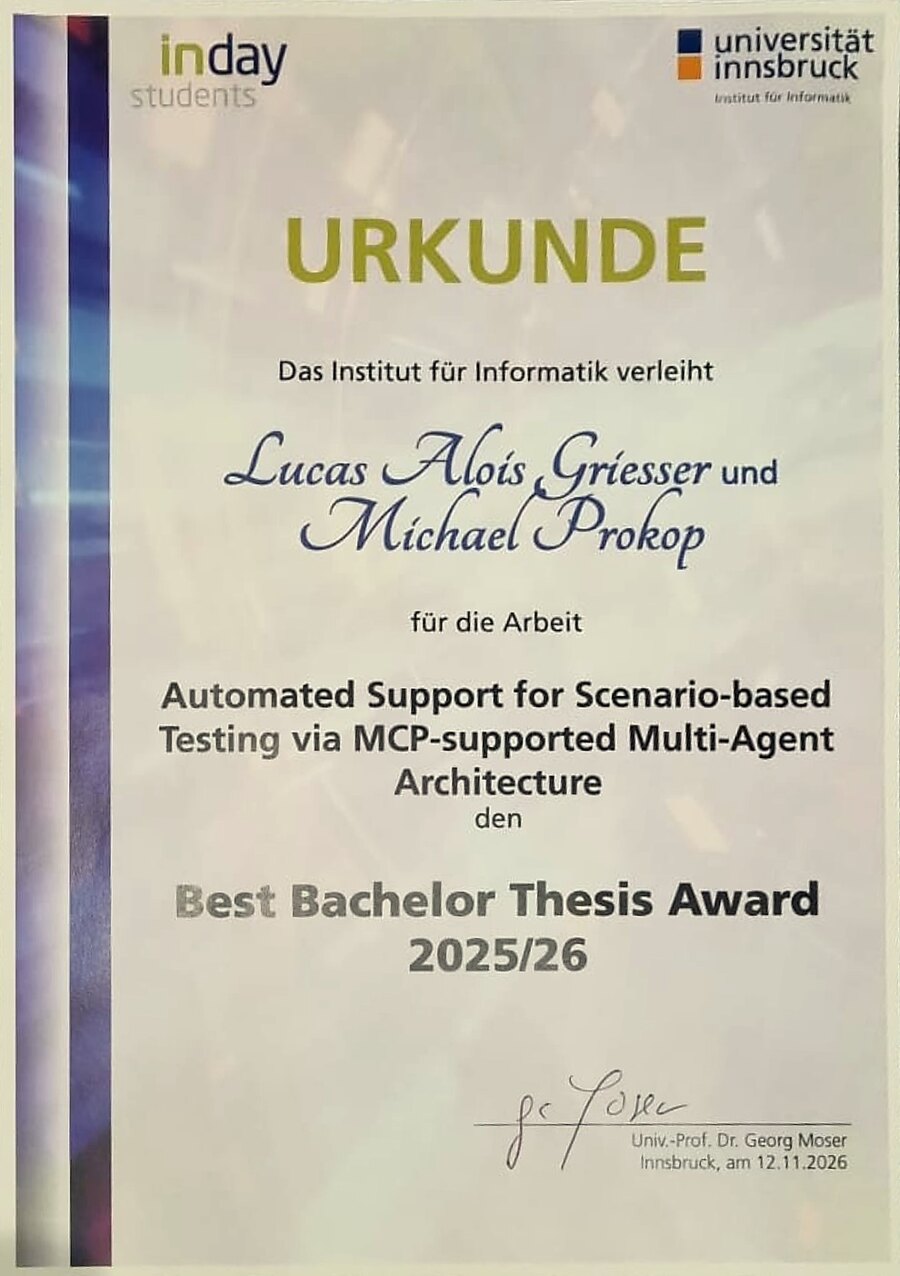 inday
students
universität
innsbruck
Institut für Informatik
URKUNDE
Das Institut für Informatik verleiht
Lucas Alois Griesser und
Michael Prokop
für die Arbeit
Automated Support for Scenario-based
Testing via MCP-supported Multi-Agent
Architecture
den
Best Bachelor Thesis Award
2025/26
Univ.-Prof. Dr. Georg Moser
Innsbruck, am 12.11.2026